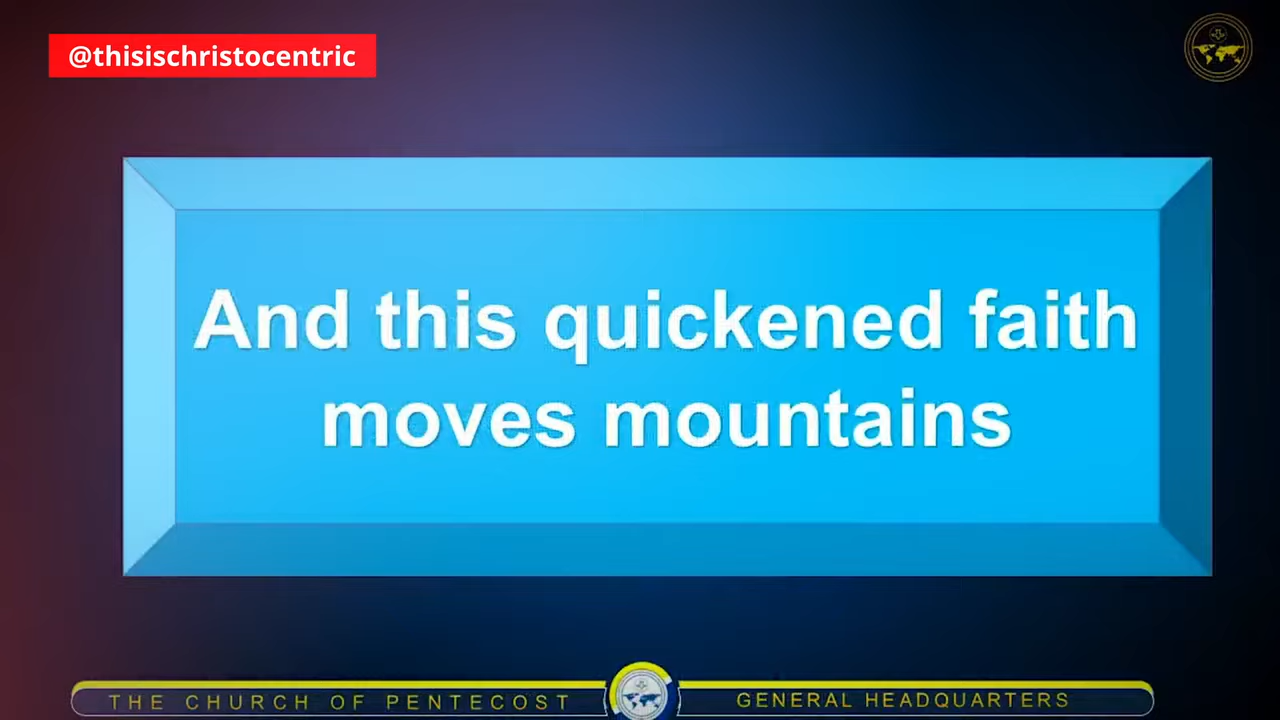 @thisischristocentric
And this quickened faith
moves mountains
THE CHURCH OF PENTECOST
GENERAL HEADQUARTERS